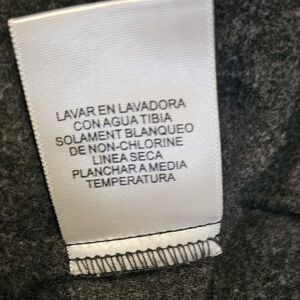 LAVAR EN LAVADORA
CON AGUA TIBIA
SOLAMENT BLANQUEO
DE NON-CHLORINE
LINEA SECA
PLANCHAR A MEDIA
TEMPERATURA